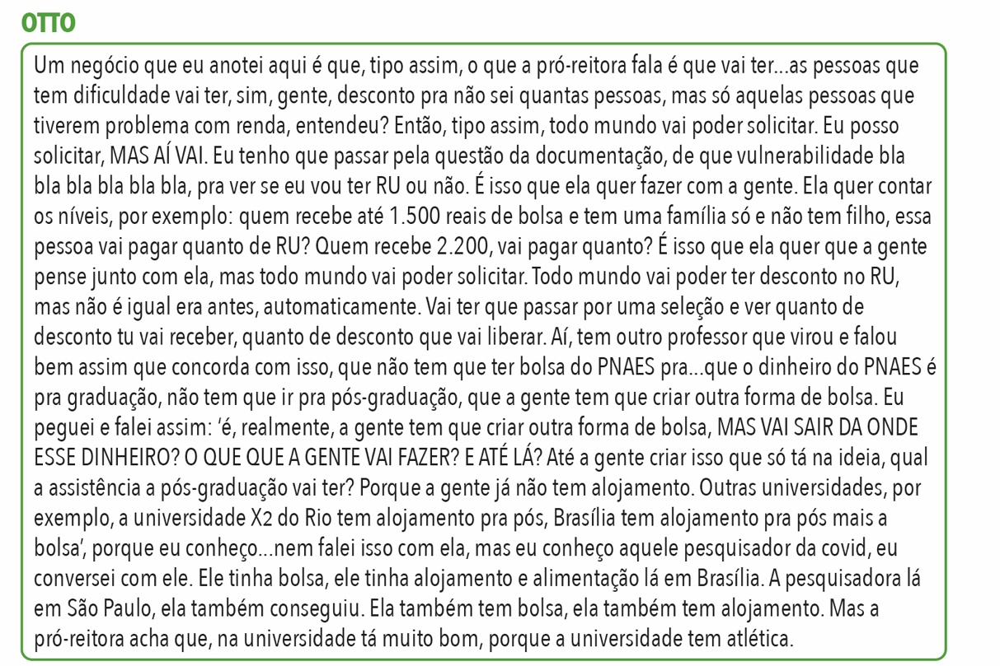 OTTO
Um negócio que eu anotei aqui é que, tipo assim, o que a pró-reitora fala é que vai ter...as pessoas que
tem dificuldade vai ter, sim, gente, desconto pra não sei quantas pessoas, mas só aquelas pessoas que
tiverem problema com renda, entendeu? Então, tipo assim, todo mundo vai poder solicitar. Eu posso
solicitar, MAS AÍ VAI. Eu tenho que passar pela questão da documentação, de que vulnerabilidade bla
bla bla bla bla bla, pra ver se eu vou ter RU ou não. É isso que ela quer fazer com a gente. Ela quer contar
os níveis, por exemplo: quem recebe até 1.500 reais de bolsa e tem uma família só e não tem filho, essa
pessoa vai pagar quanto de RU? Quem recebe 2.200, vai pagar quanto? É isso que ela quer que a gente
pense junto com ela, mas todo mundo vai poder solicitar. Todo mundo vai poder ter desconto no RU,
mas não é igual era antes, automaticamente. Vai ter que passar por uma seleção e ver quanto de
desconto tu vai receber, quanto de desconto que vai liberar. Aí, tem outro professor que virou e falou
bem assim que concorda com isso, que não tem que ter bolsa do PNAES pra...que o dinheiro do PNAES é
pra graduação, não tem que ir pra pós-graduação, que a gente tem que criar outra forma de bolsa. Eu
peguei e falei assim: ‘é, realmente, a gente tem que criar outra forma de bolsa, MAS VAI SAIR DA ONDE
ESSE DINHEIRO? O QUE QUE A GENTE VAI FAZER? E ATÉ LÁ? Até a gente criar isso que só tá na ideia, qual
a assistência a pós-graduação vai ter? Porque a gente já não tem alojamento. Outras universidades, por
exemplo, a universidade X2 do Rio tem alojamento pra pós, Brasília tem alojamento pra pós mais a
bolsa’, porque eu conheço...nem falei isso com ela, mas eu conheço aquele pesquisador da covid, eu
conversei com ele. Ele tinha bolsa, ele tinha alojamento e alimentação lá em Brasília. A pesquisadora lá
em São Paulo, ela também conseguiu. Ela também tem bolsa, ela também tem alojamento. Mas a
pró-reitora acha que, na universidade tá muito bom, porque a universidade tem atlética.